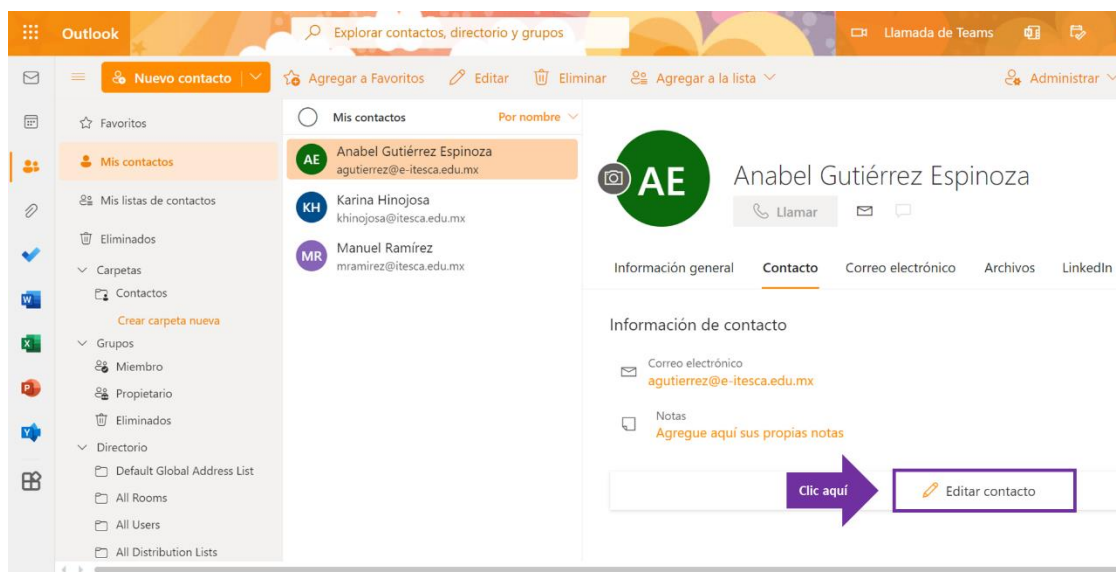 Outlook
Explorar contactos, directorio y grupos
Llamada de Teams
Nuevo contacto
Agregar a Favoritos
Editar
Eliminar
Agregar a la lista
Administrar
Favoritos
Mis contactos
Mis listas de contactos
Eliminados
Carpetas
Contactos
Crear carpeta nueva
Grupos
Miembro
Propietario
Eliminados
Directorio
Default Global Address List
All Rooms
All Users
All Distribution Lists
Mis contactos
Por nombre
AE
Anabel Gutiérrez Espinoza
agutierrez@e-itesca.edu.mx
KH
Karina Hinojosa
khinojosa@itesca.edu.mx
MR
Manuel Ramírez
mramirez@itesca.edu.mx
AE
Anabel Gutiérrez Espinoza
Llamar
Información general
Contacto
Correo electrónico
Archivos
LinkedIn
Información de contacto
Correo electrónico
agutierrez@e-itesca.edu.mx
Notas
Agregue aquí sus propias notas
Clic aquí
Editar contacto